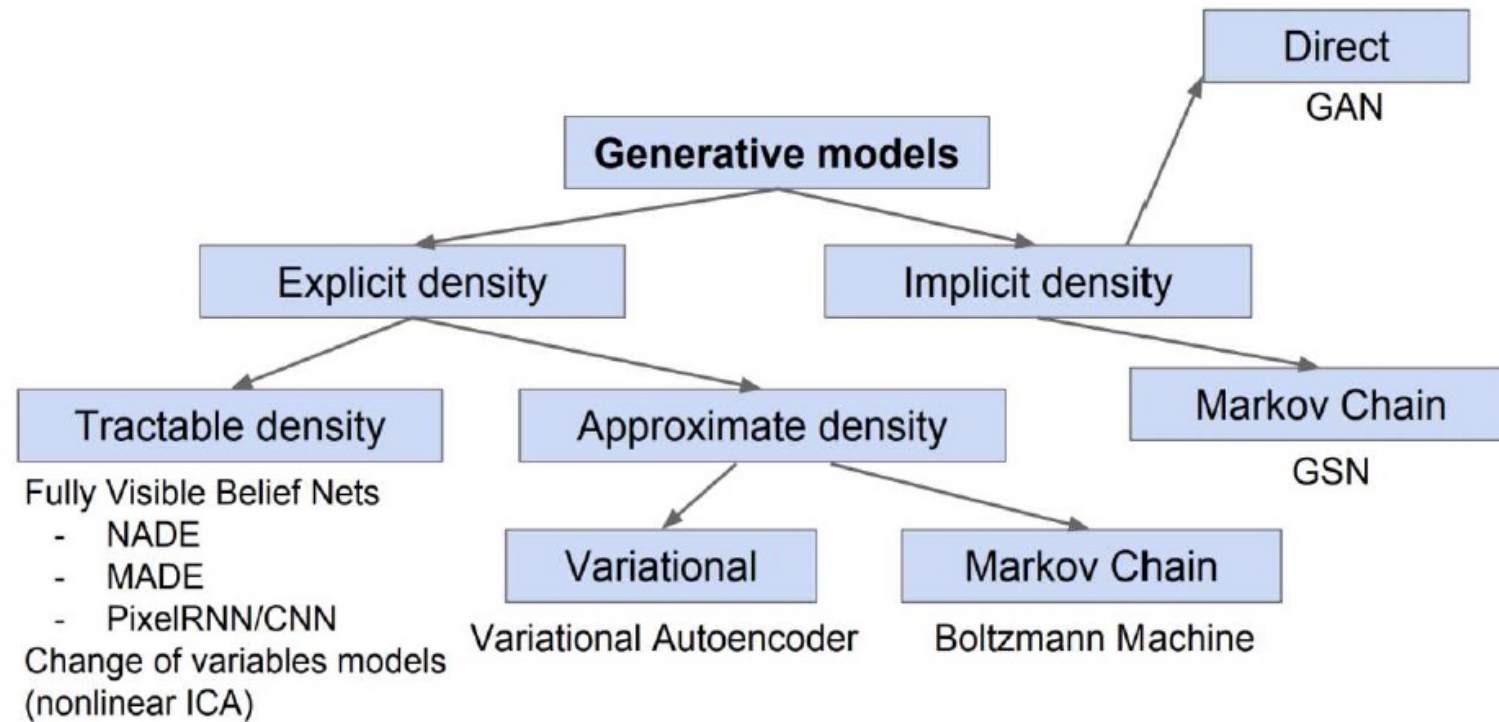 Direct
GAN
Generative models
Explicit density
Implicit density
Tractable density
Approximate density
Markov Chain
GSN
Fully Visible Belief Nets
- NADE
- MADE
- PixelRNN/CNN
Change of variables models
(nonlinear ICA)
Variational
Markov Chain
Variational Autoencoder
Boltzmann Machine